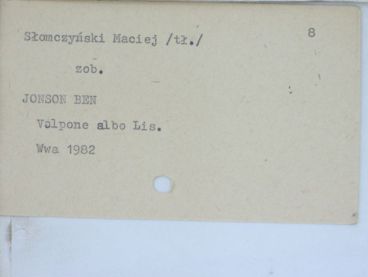 Słomczyński Maciej /tł./ 8
zob.
JONSON BEN
Volpone albo Lis.
Wwa 1982